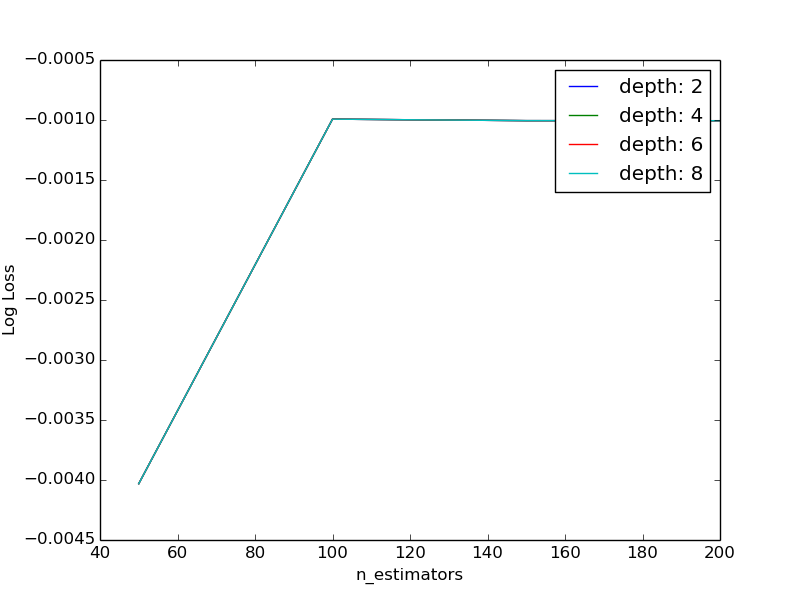 −0.0005
−0.0010
−0.0015
−0.0020
−0.0025
−0.0030
−0.0035
−0.0040
−0.0045
Log Loss
depth: 2
depth: 4
depth: 6
depth: 8
40 60 80 100 120 140 160 180 200
n_estimators